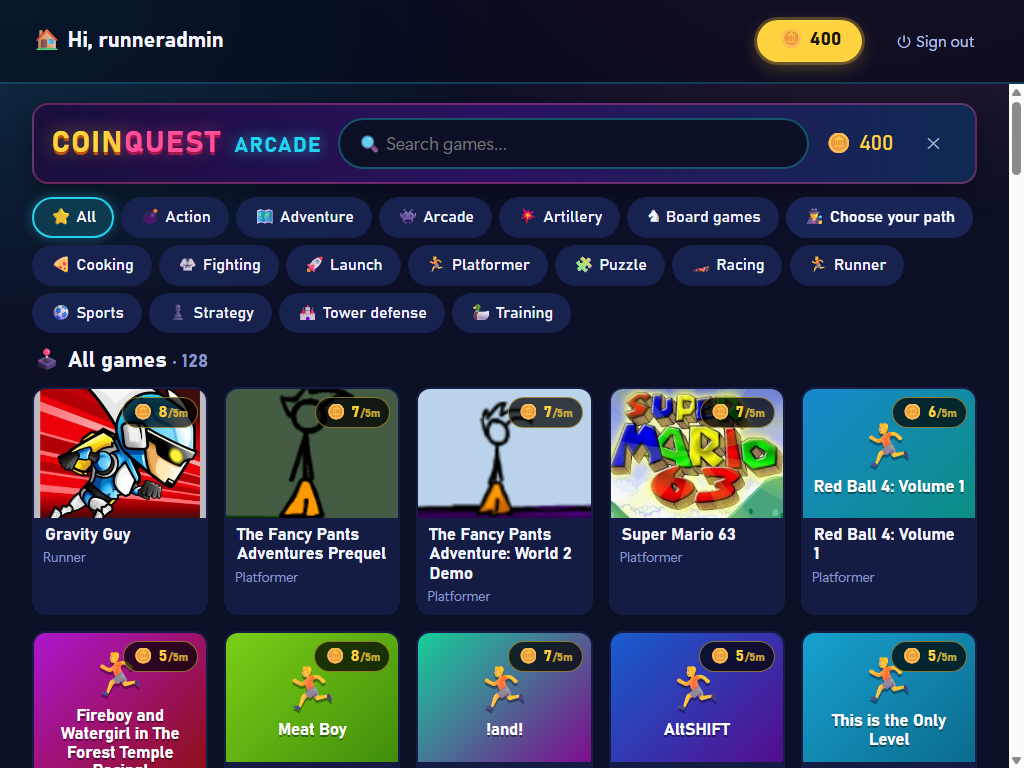 Hi, runneradmin
400
Sign out
COINQUEST ARCADE
Search games...
400
All
Action
Adventure
Arcade
Artillery
Board games
Choose your path
Cooking
Fighting
Launch
Platformer
Puzzle
Racing
Runner
Sports
Strategy
Tower defense
Training
All games · 128
8/5m
Gravity Guy
Runner
7/5m
The Fancy Pants
Adventures Prequel
Platformer
7/5m
The Fancy Pants
Adventure: World 2
Demo
Platformer
SUPER
MARIO
63
7/5m
Super Mario 63
Platformer
6/5m
Red Ball 4: Volume 1
Red Ball 4: Volume
1
Platformer
5/5m
Fireboy and
Watergirl in The
Forest Temple
8/5m
Meat Boy
7/5m
!and!
5/5m
AltSHIFT
5/5m
This is the Only
Level